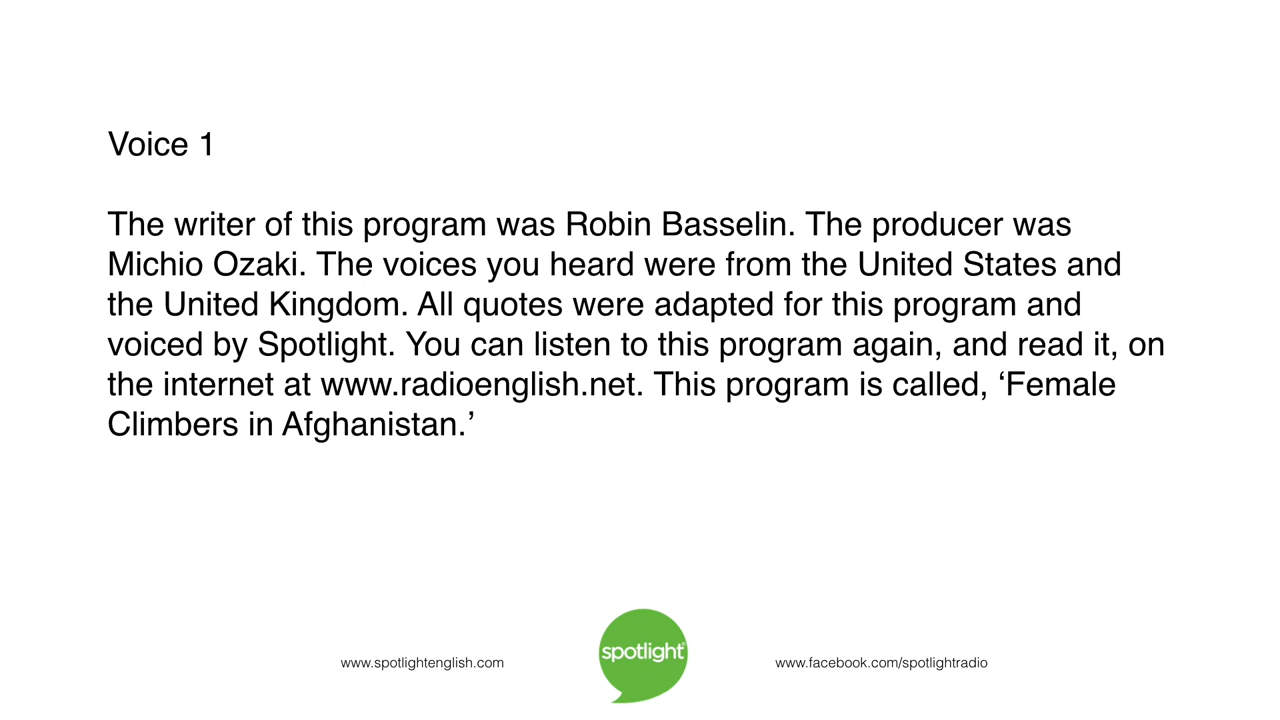 Voice 1
The writer of this program was Robin Basselin. The producer was
Michio Ozaki. The voices you heard were from the United States and
the United Kingdom. All quotes were adapted for this program and
voiced by Spotlight. You can listen to this program again, and read it, on
the internet at www.radioenglish.net. This program is called, ‘Female
Climbers in Afghanistan.’
www.spotlightenglish.com
spotlight®
www.facebook.com/spotlightradio